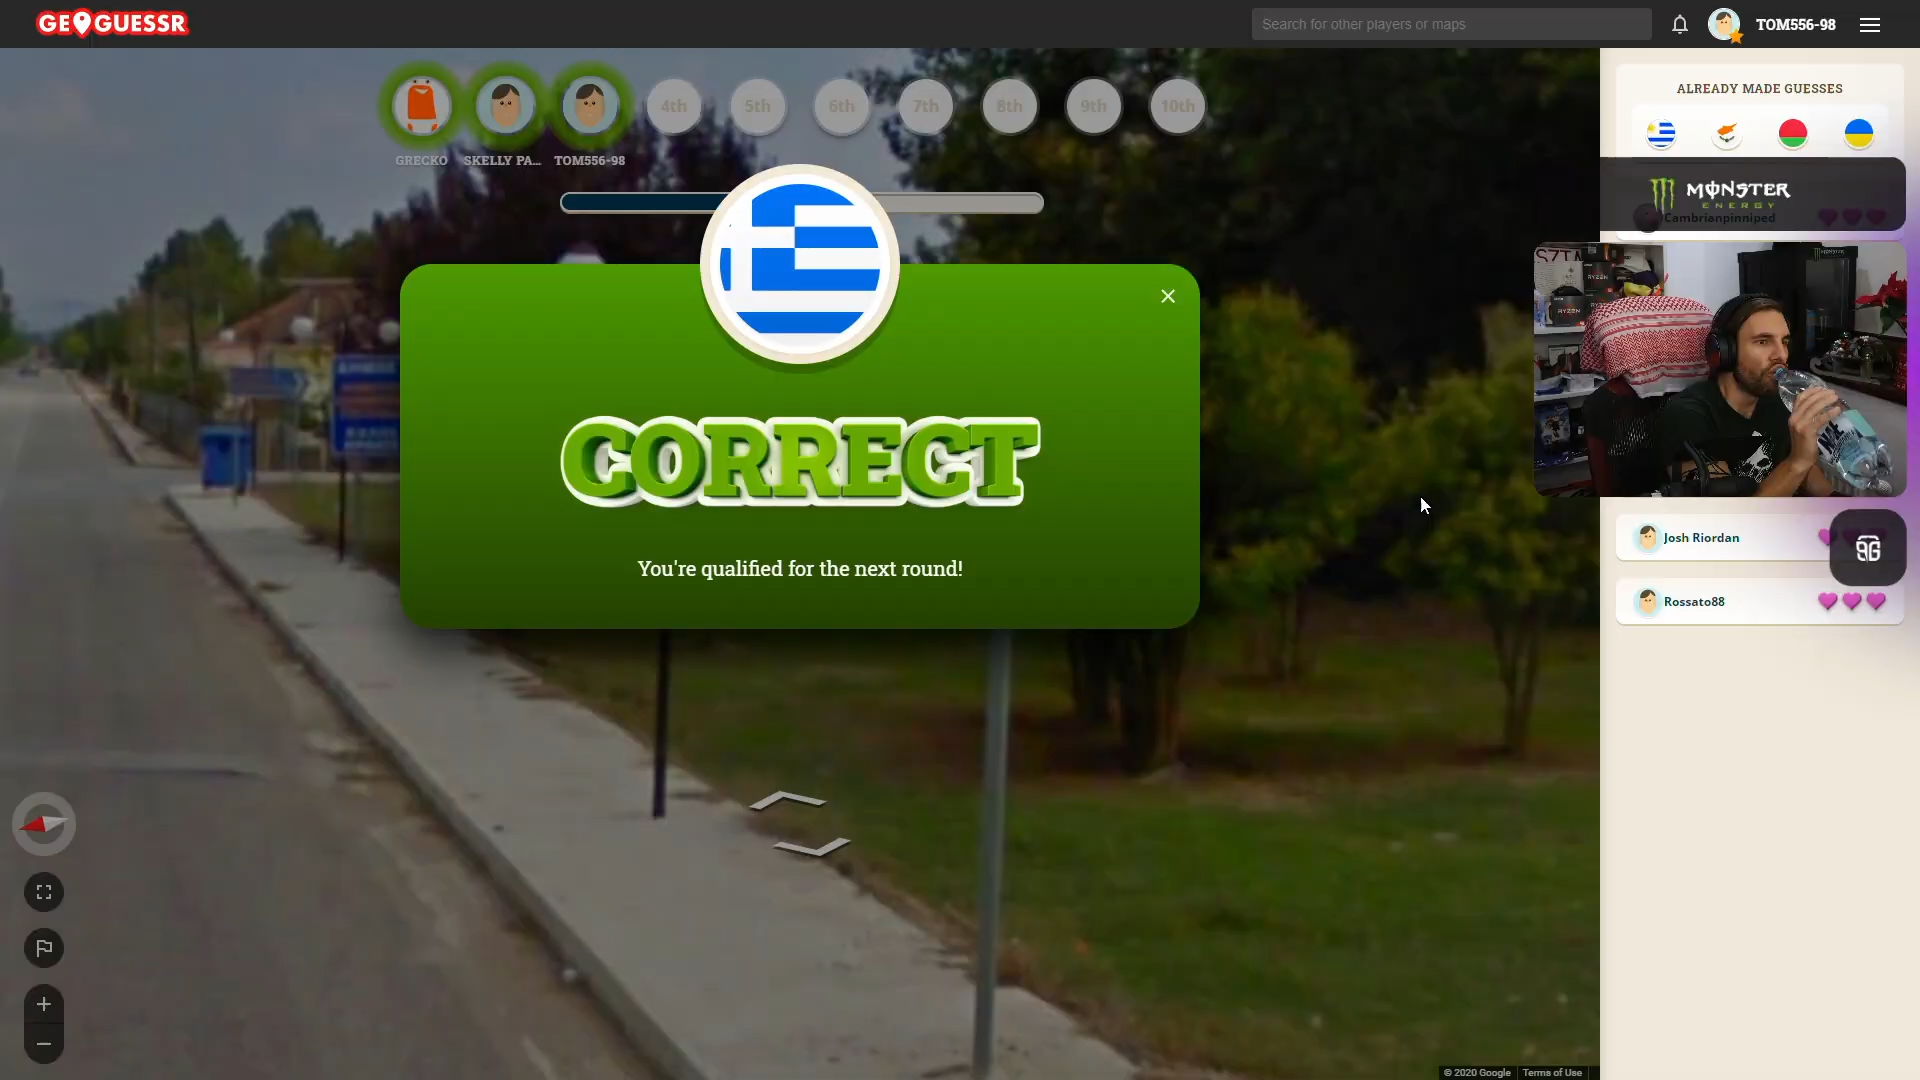 GEOGUESSR
Search for other players or maps
TOM556-98
4th
5th
6th
7th
8th
9th
10th
GRECKO
SKELLY PA...
TOM556-98
ALREADY MADE GUESSES
MONSTER
ENERGY
Cambrianpinniped
RYZEN
RYZEN
CORRECT
You're qualified for the next round!
Josh Riordan
Rossato88
© 2020 Google
Terms of Use